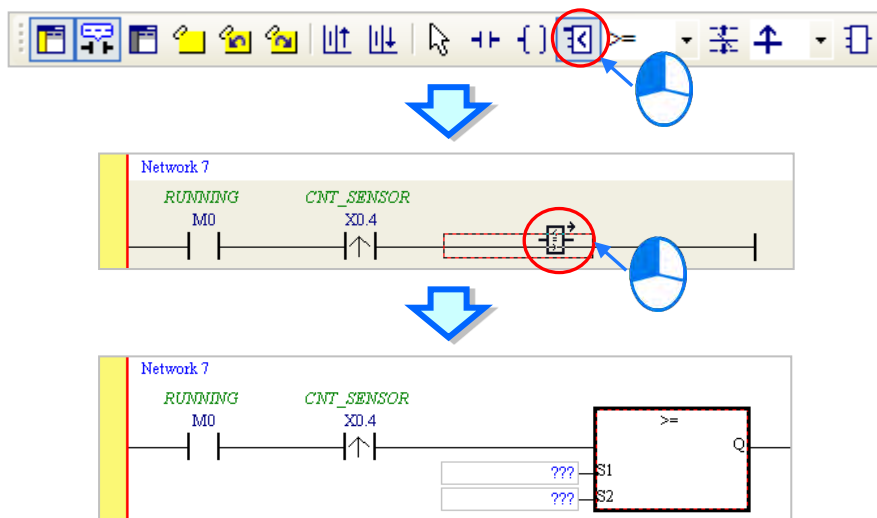 >=
Network 7
RUNNING CNT_SENSOR
M0 X0.4
Network 7
RUNNING CNT_SENSOR
M0 X0.4
>=
Q
??? S1
??? S2